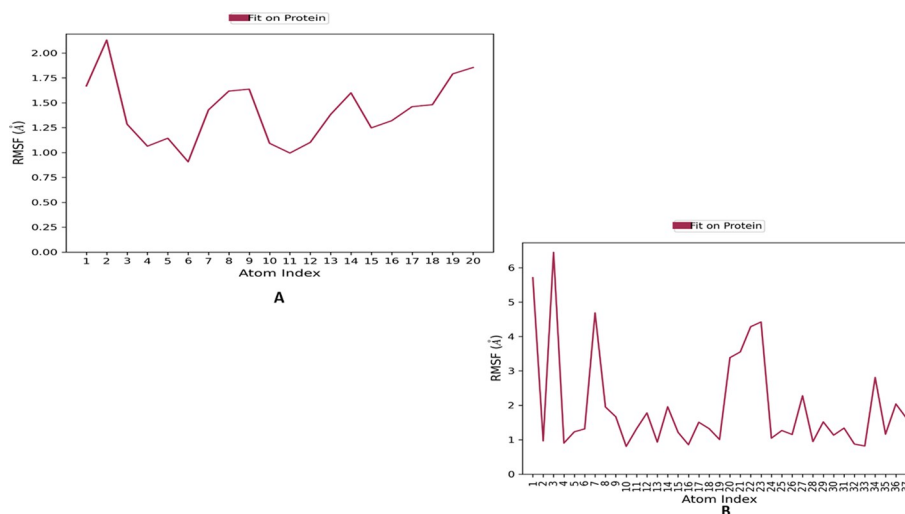 Fit on Protein
RMSF (Å)
2.00
1.75
1.50
1.25
1.00
0.75
0.50
0.25
0.00
1 2 3 4 5 6 7 8 9 10 11 12 13 14 15 16 17 18 19 20
Atom Index
A
Fit on Protein
RMSF (Å)
6
5
4
3
2
1
0
1 2 3 4 5 6 7 8 9 10 11 12 13 14 15 16 17 18 19 20 21 22 23 24 25 26 27 28 29 30 31 32 33 34 35 36
Atom Index
B